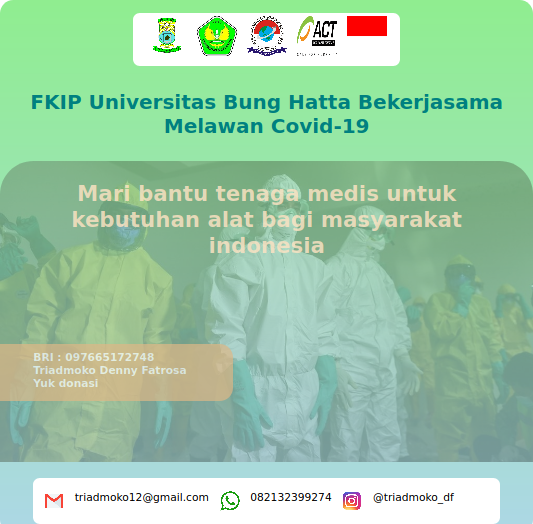 ACT
FKIP Universitas Bung Hatta Bekerjasama
Melawan Covid-19
Mari bantu tenaga medis untuk
kebutuhan alat bagi masyarakat
indonesia
BRI : 097665172748
Triadmoko Denny Fatrosa
Yuk donasi
triadmoko12@gmail.com
082132399274
@triadmoko_df